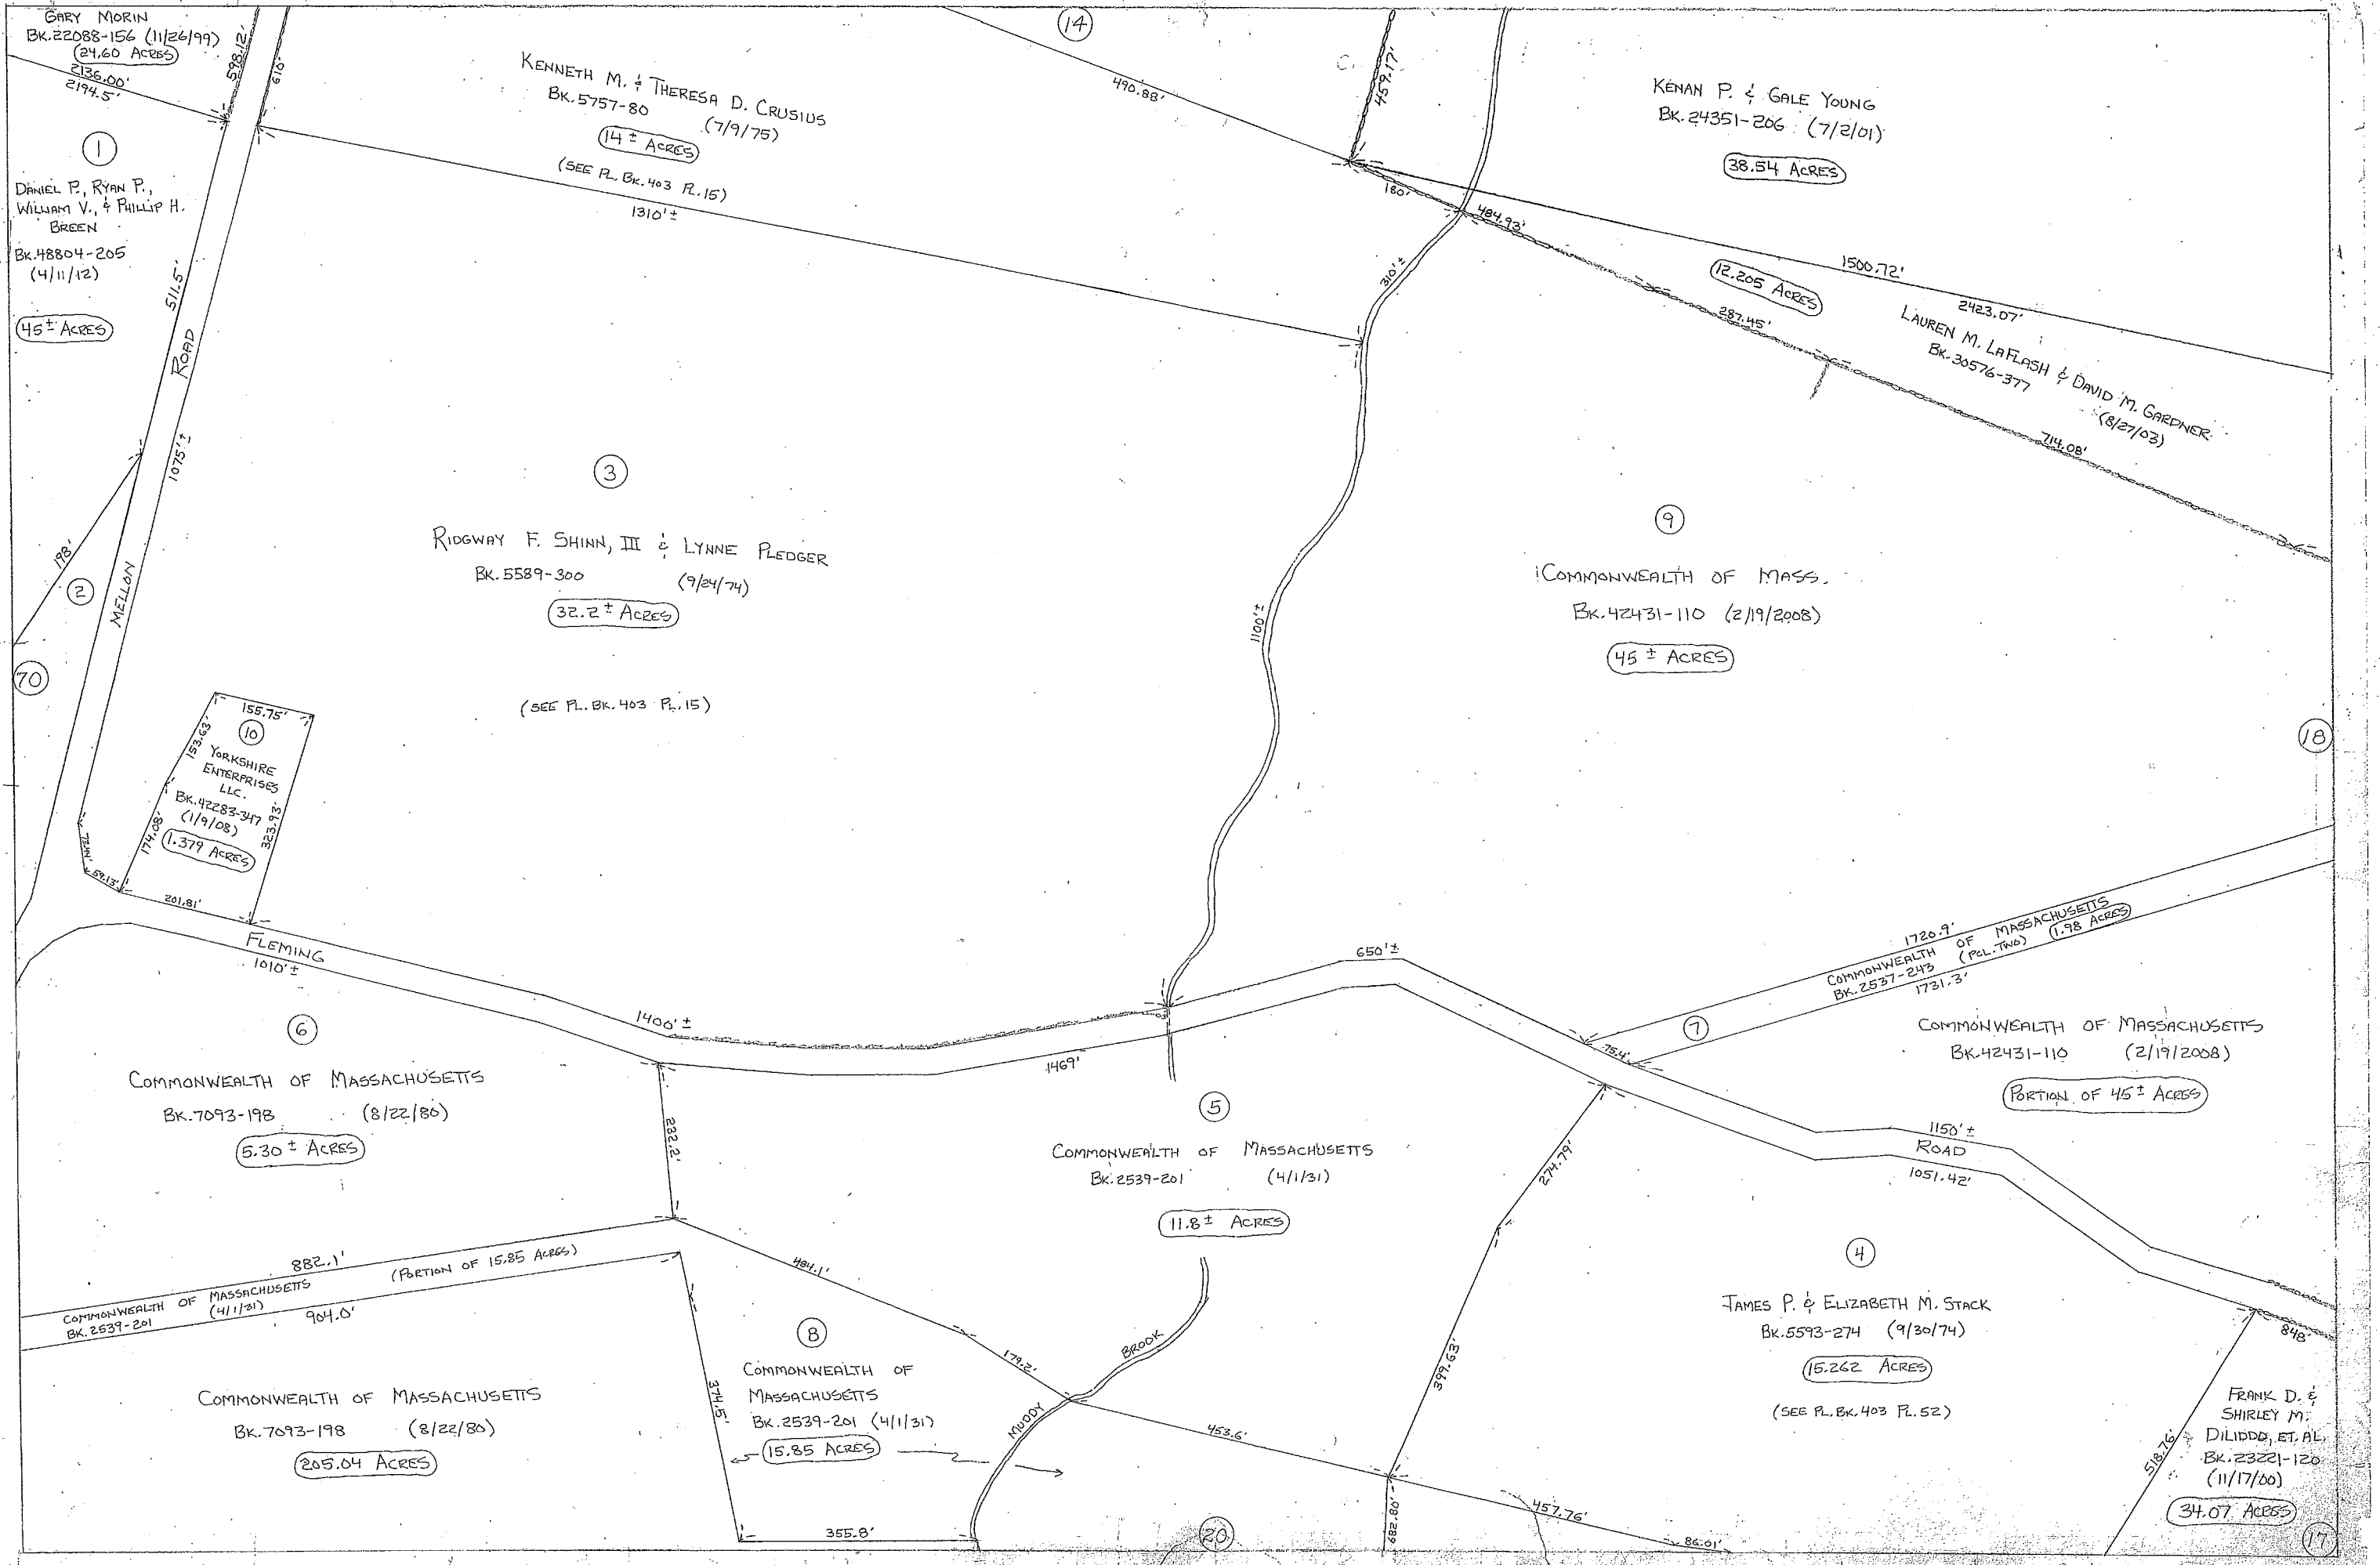 GARY MORIN
BK.22088-156 (11/26/99)
24.60 ACRES
2136.00'
2194.5'
598.12'
610'
1
DANIEL P., RYAN P.,
WILLIAM V., & PHILLIP H.
BREEN
BK.48804-205
(4/11/12)
45± ACRES
511.5'
ROAD
1075'±
MELLON
198'
2
70
KENNETH M. & THERESA D. CRUSIUS
BK.5757-80 (7/9/75)
14± ACRES
(SEE PL. BK. 403 PL. 15)
1310'±
14
490.88'
459.17'
KENAN P. & GALE YOUNG
BK. 24351-206 (7/2/01)
38.54 ACRES
180'
484.93'
310'±
1500.72'
2423.07'
12.205 ACRES
287.45'
LAUREN M. LAFLASH & DAVID M. GARDNER
BK.30576-377
(8/27/03)
714.08'
3
RIDGWAY F. SHINN, III & LYNNE PLEDGER
BK. 5589-300 (9/24/74)
32.2± ACRES
(SEE PL. BK. 403 PL. 15)
1100'±
9
COMMONWEALTH OF MASS.
BK. 42431-110 (2/19/2008)
45± ACRES
18
155.75'
10
153.63'
YORKSHIRE
ENTERPRISES
LLC.
BK.42283-347
(1/9/08)
1.379 ACRES
174.08'
323.93'
59.13'
201.81'
FLEMING
1010'±
1400'±
1469'
650'±
1720.9'
COMMONWEALTH OF MASSACHUSETTS
BK.2537-243 (PCL.TWO) 1.98 ACRES
1731.3'
7
75.4'
COMMONWEALTH OF MASSACHUSETTS
BK.42431-110 (2/19/2008)
PORTION OF 45± ACRES
1150'±
ROAD
1051.42'
6
COMMONWEALTH OF MASSACHUSETTS
BK.7093-198 (8/22/80)
5.30± ACRES
232.2'
5
COMMONWEALTH OF MASSACHUSETTS
BK.2539-201 (4/1/31)
11.8± ACRES
274.79'
4
JAMES P. & ELIZABETH M. STACK
BK.5593-274 (9/30/74)
15.262 ACRES
(SEE PL. BK. 403 PL. 52)
848'
882.1'
COMMONWEALTH OF MASSACHUSETTS (PORTION OF 15.85 ACRES)
BK. 2539-201 (4/1/31)
904.0'
484.1'
179.2'
BROOK
MUDDY
399.63'
8
COMMONWEALTH OF
MASSACHUSETTS
BK.2539-201 (4/1/31)
15.85 ACRES
374.5'
355.8'
COMMONWEALTH OF MASSACHUSETTS
BK.7093-198 (8/22/80)
205.04 ACRES
453.6'
682.80'
457.76'
86.01'
20
FRANK D. &
SHIRLEY M.
DILIDDO, ET. AL.
BK.23221-120
(11/17/00)
34.07 ACRES
518.76'
17